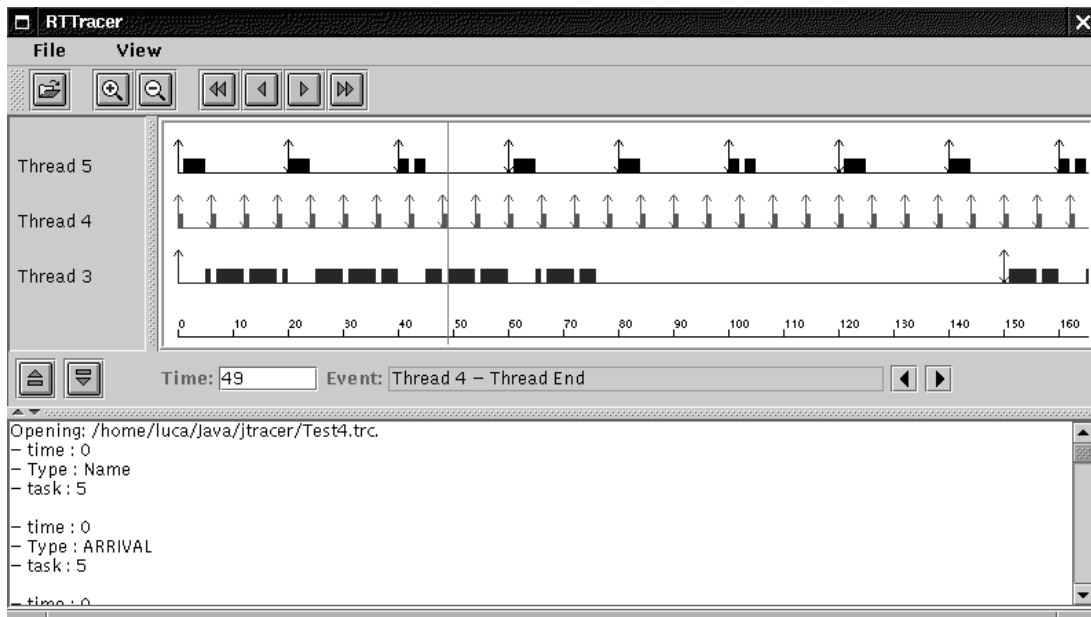 RTTracer
File View
Thread 5
Thread 4
Thread 3
0 10 20 30 40 50 60 70 80 90 100 110 120 130 140 150 160
Time: 49 Event: Thread 4 – Thread End
Opening: /home/luca/Java/jtracer/Test4.trc.
– time : 0
– Type : Name
– task : 5
– time : 0
– Type : ARRIVAL
– task : 5
– time : 0